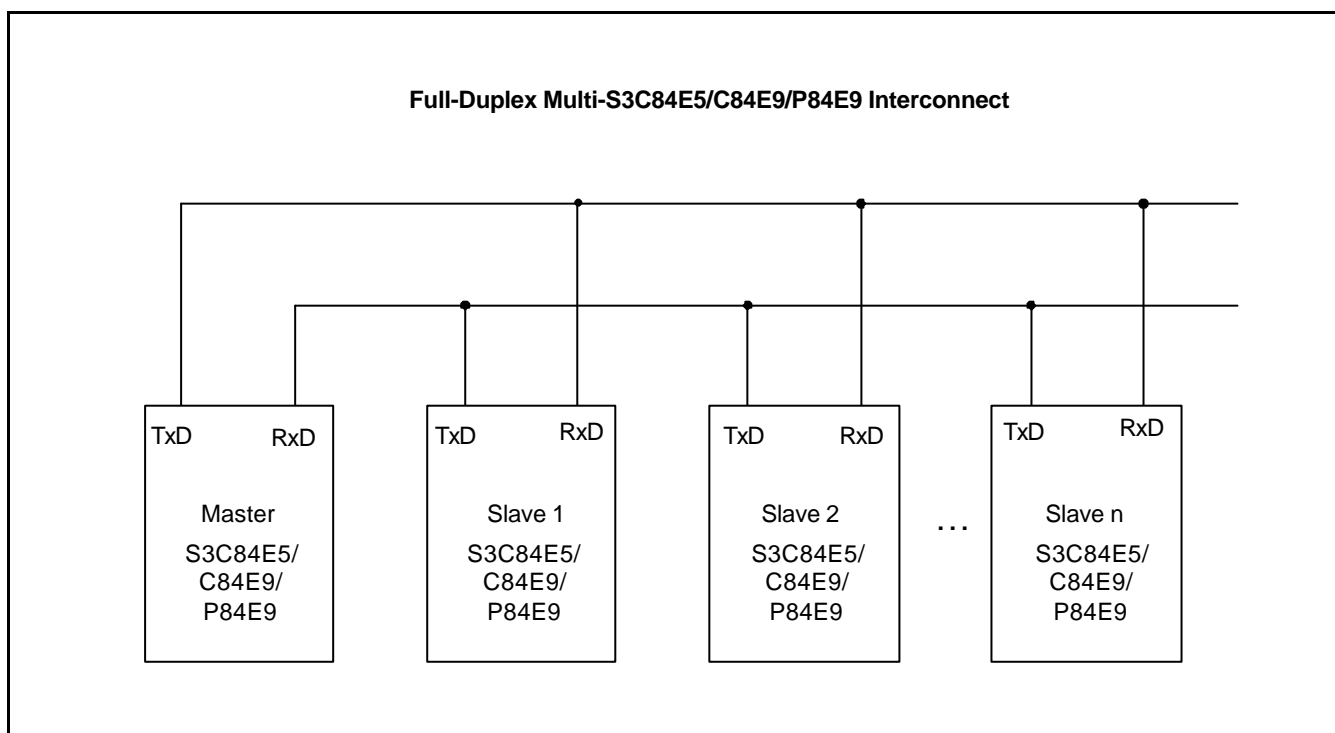 Full-Duplex Multi-S3C84E5/C84E9/P84E9 Interconnect
TxD RxD
Master
S3C84E5/
C84E9/
P84E9
TxD RxD
Slave 1
S3C84E5/
C84E9/
P84E9
TxD RxD
Slave 2
S3C84E5/
C84E9/
P84E9
. . .
TxD RxD
Slave n
S3C84E5/
C84E9/
P84E9